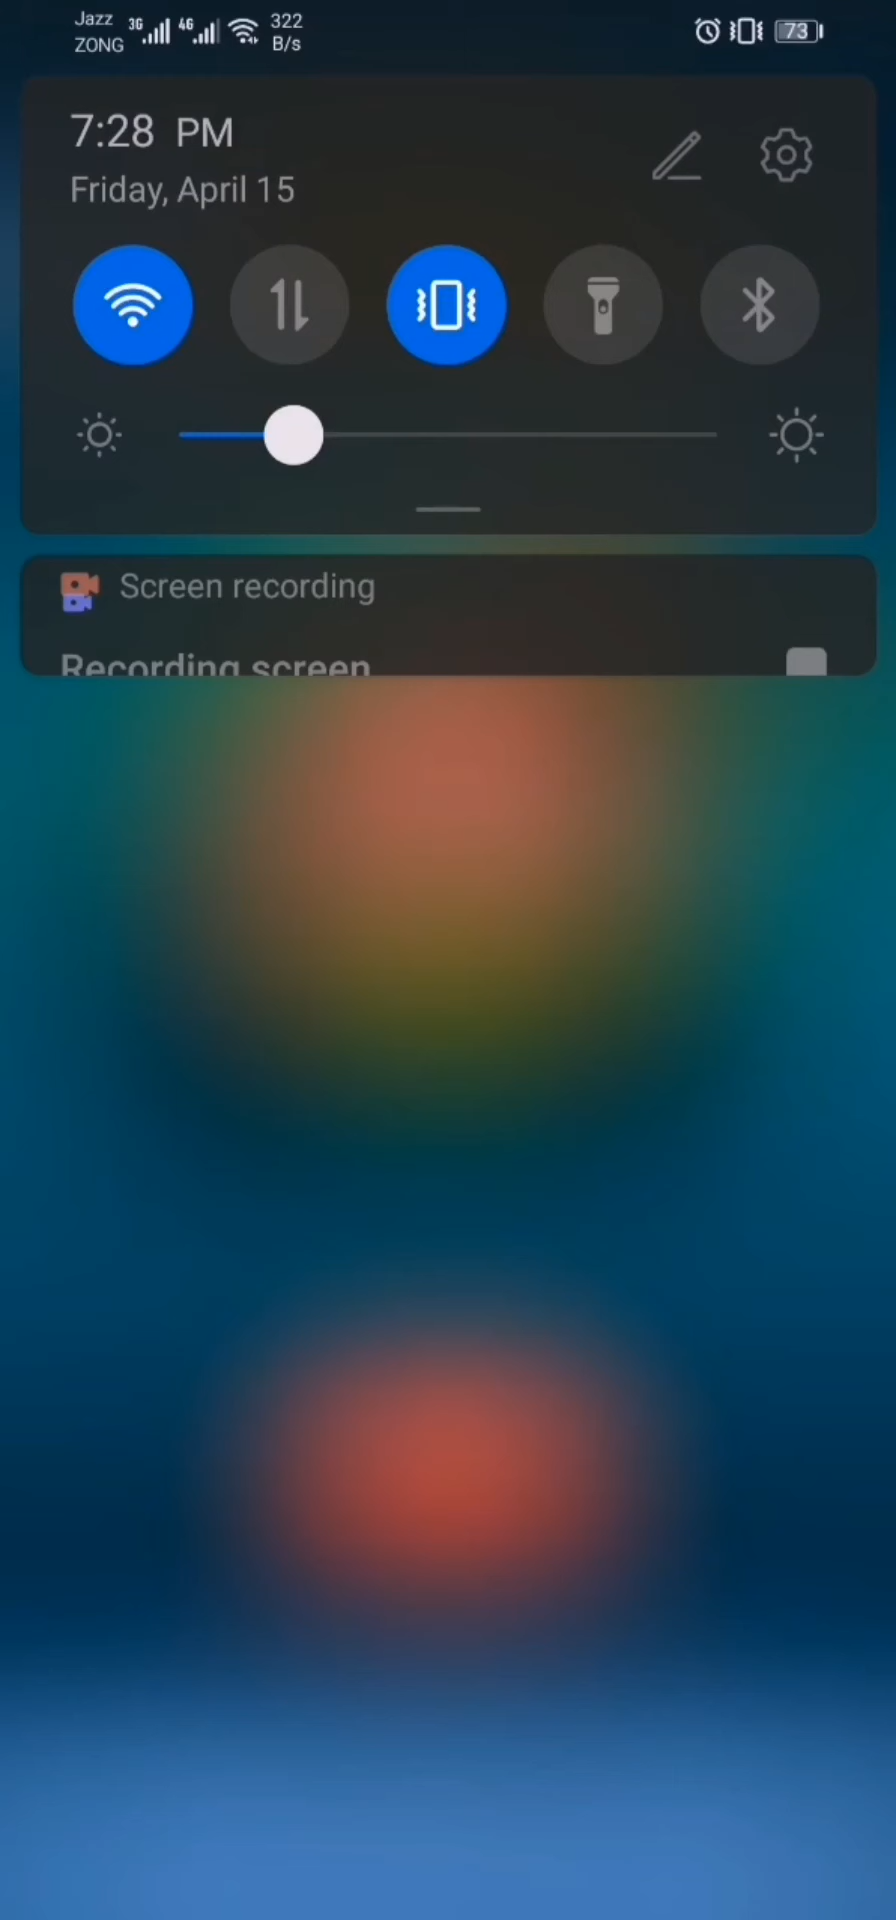 Jazz 3G 4G 322
ZONG B/s
73
7:28 PM
Friday, April 15
Screen recording
Recording screen